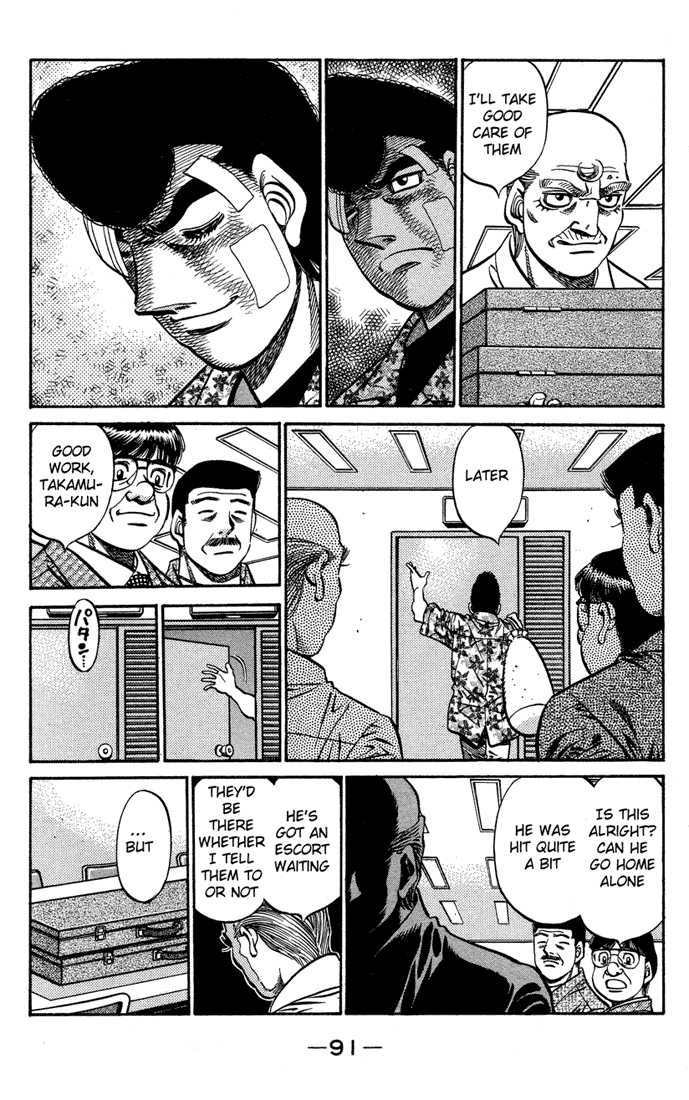 I'LL TAKE
GOOD
CARE OF
THEM
LATER
GOOD
WORK,
TAKAMU-
RA-KUN
パタン…
IS THIS
ALRIGHT?
CAN HE
GO HOME
ALONE
HE WAS
HIT QUITE
A BIT
HE'S
GOT AN
ESCORT
WAITING
THEY'D
BE
THERE
WHETHER
I TELL
THEM TO
OR NOT
...
BUT
—91—